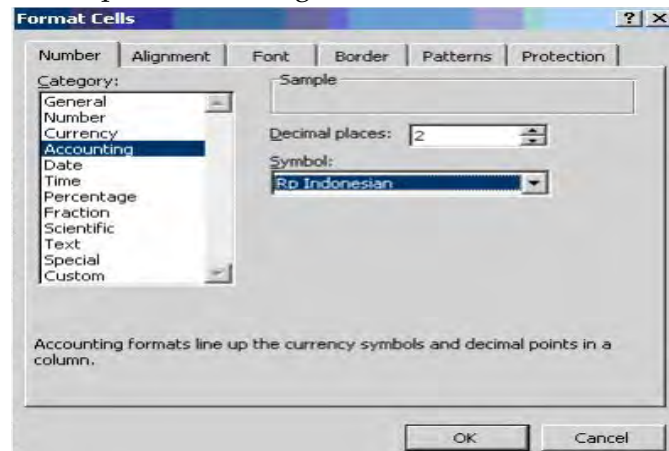 Format Cells
Number Alignment Font Border Patterns Protection
Category:
General
Number
Currency
Accounting
Date
Time
Percentage
Fraction
Scientific
Text
Special
Custom
Sample
Decimal places: 2
Symbol:
Rp Indonesian
Accounting formats line up the currency symbols and decimal points in a
column.
OK Cancel